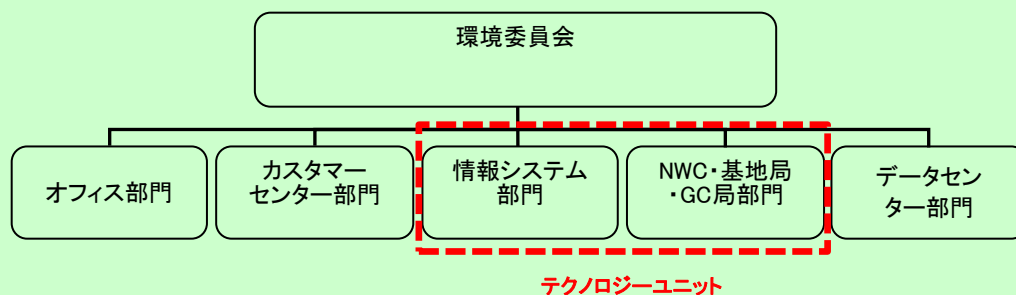 環境委員会
オフィス部門
カスタマー
センター部門
情報システム
部門
NWC・基地局
・GC局部門
データセン
ター部門
テクノロジーユニット